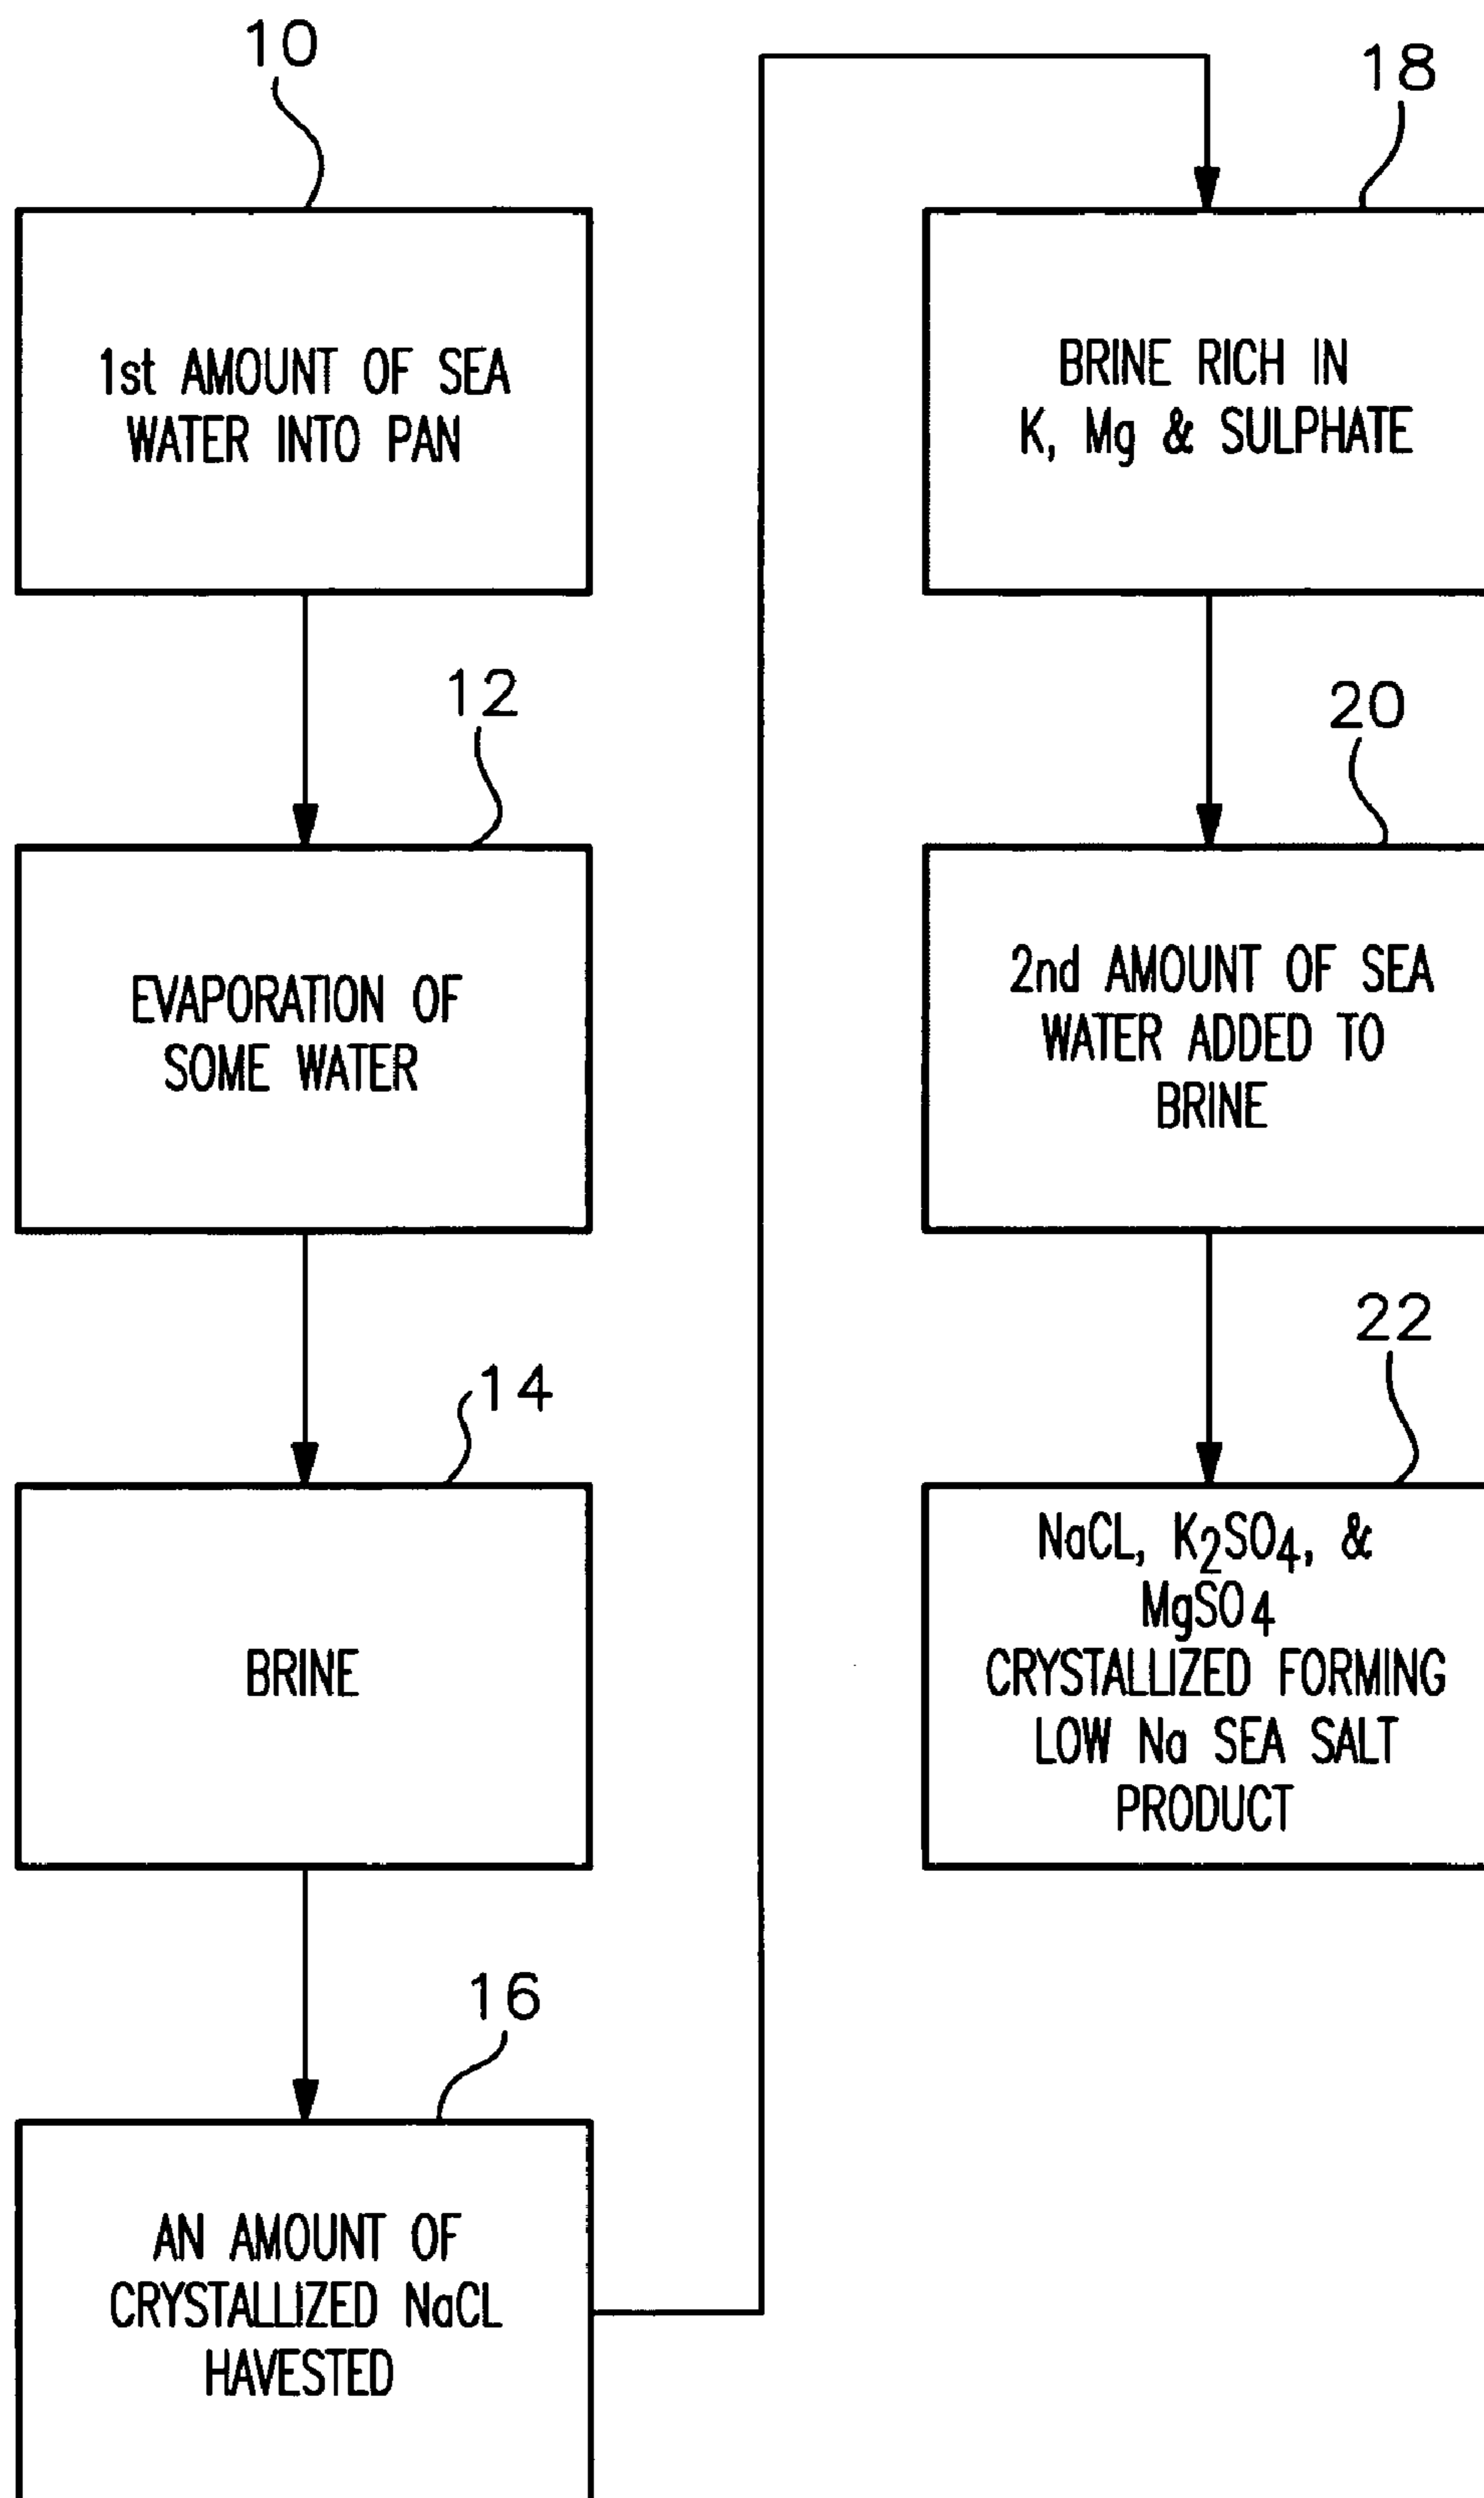 10
1st AMOUNT OF SEA
WATER INTO PAN
12
EVAPORATION OF
SOME WATER
14
BRINE
16
AN AMOUNT OF
CRYSTALLIZED NaCL
HAVESTED
18
BRINE RICH IN
K, Mg & SULPHATE
20
2nd AMOUNT OF SEA
WATER ADDED TO
BRINE
22
NaCL, K₂SO₄, &
MgSO₄
CRYSTALLIZED FORMING
LOW Na SEA SALT
PRODUCT